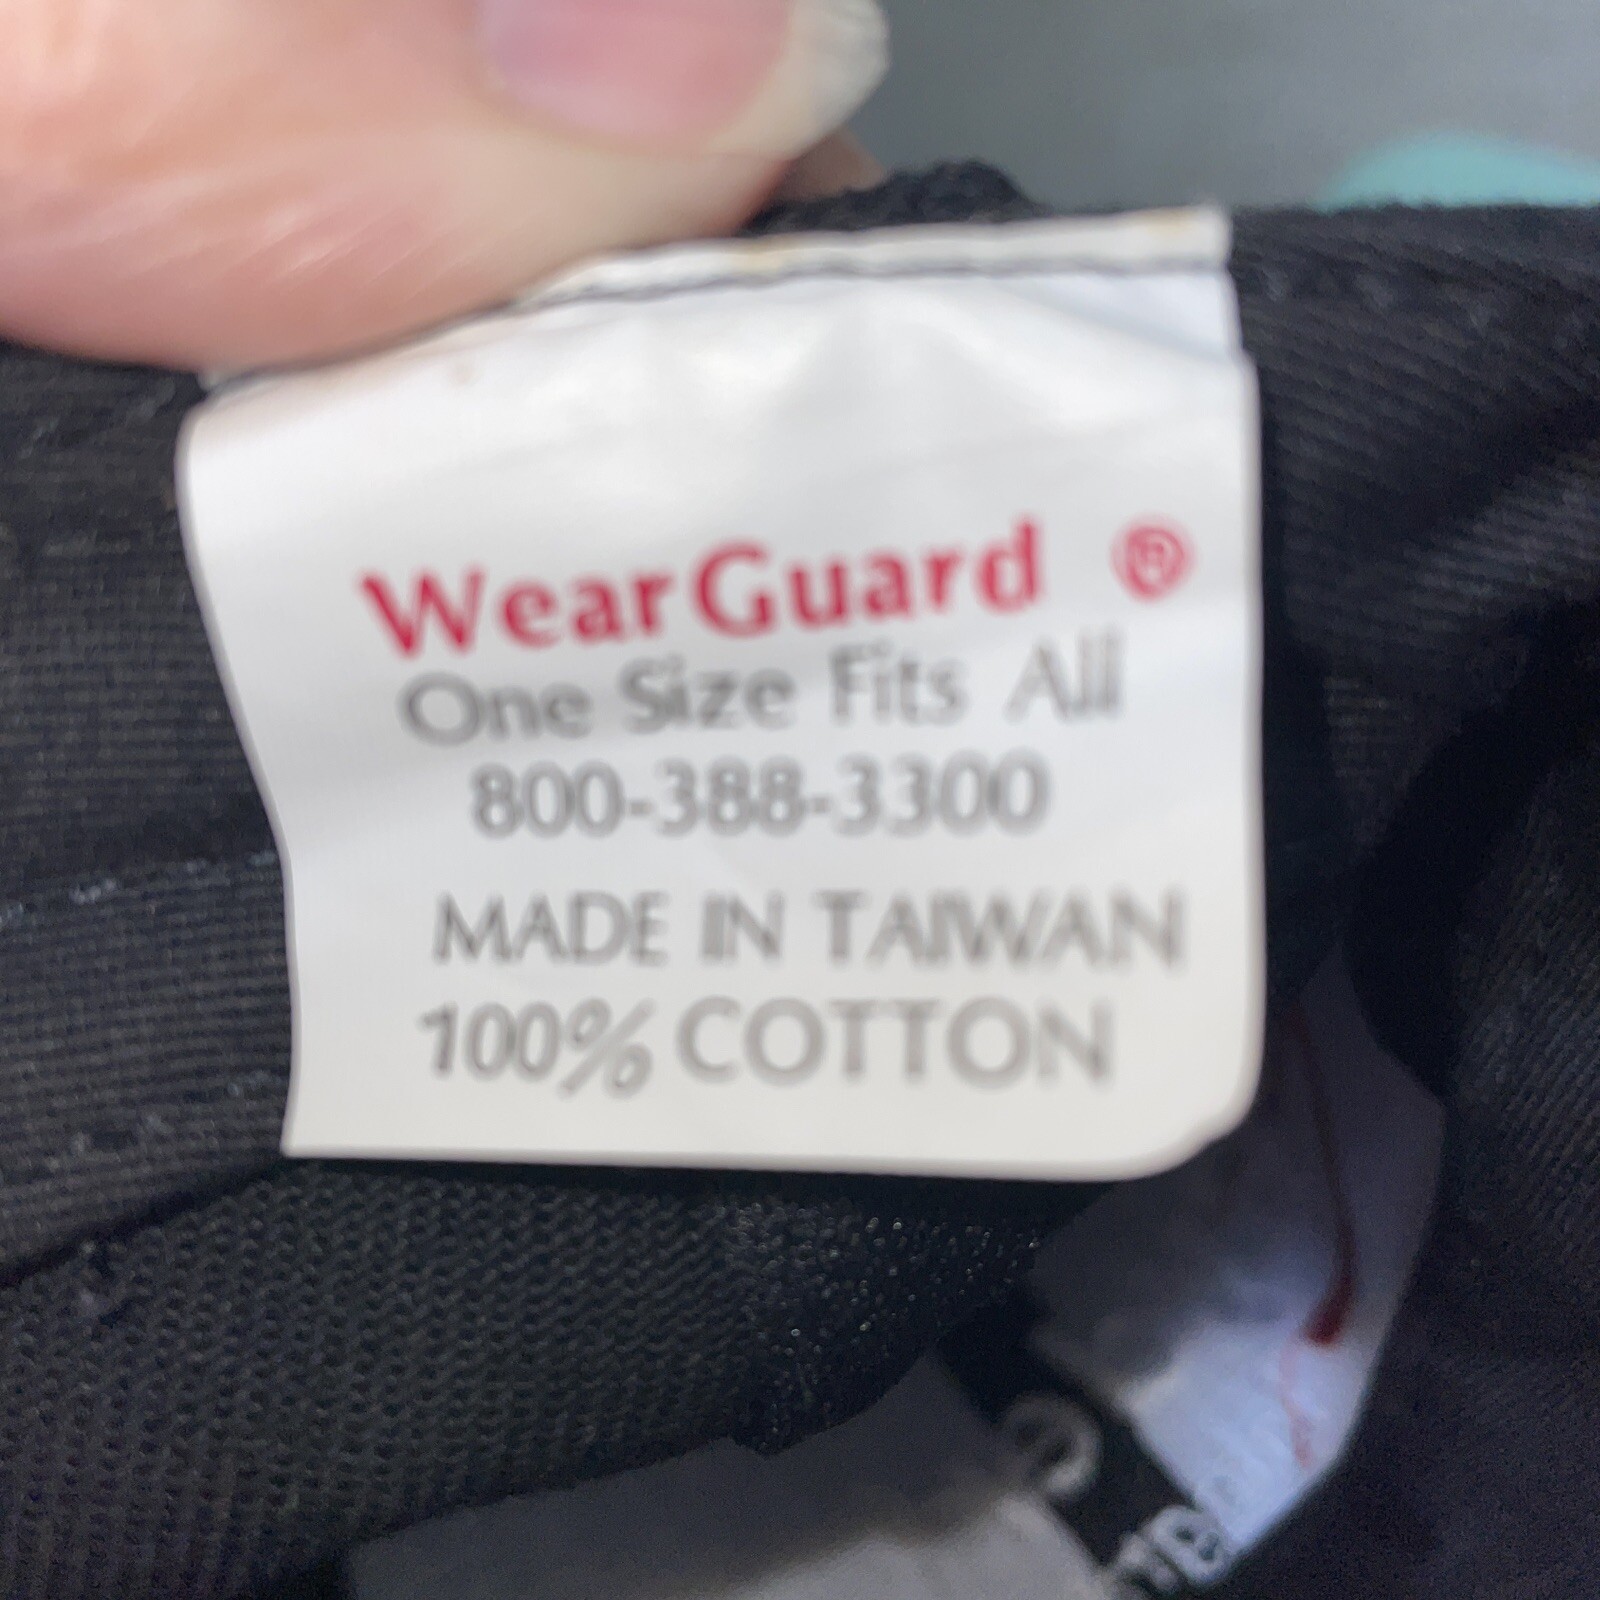 WearGuard ®
One Size Fits All
800-388-3300
MADE IN TAIWAN
100% COTTON